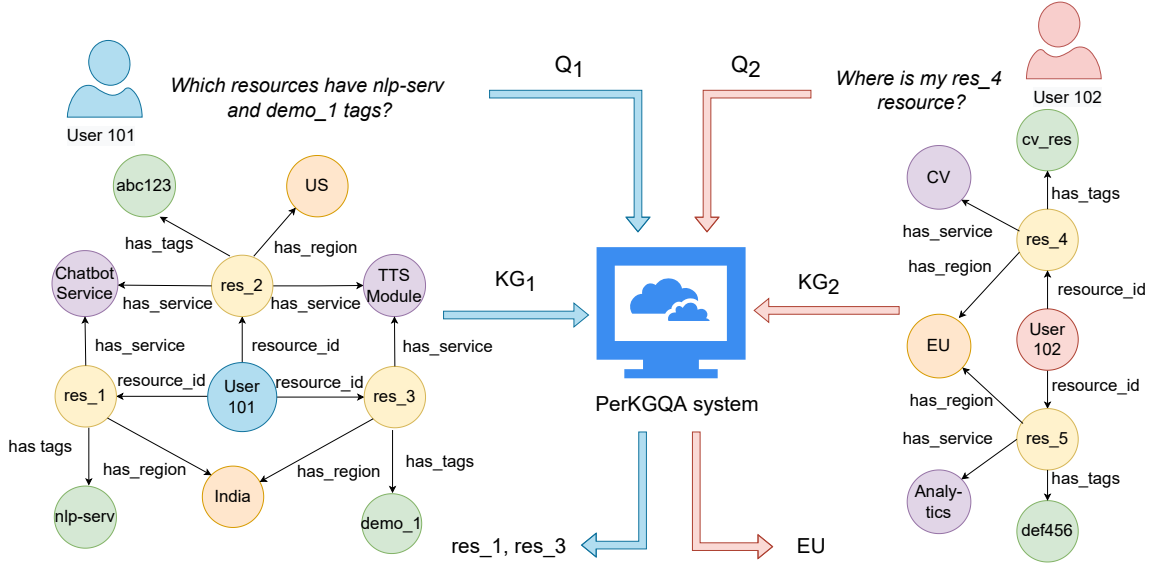 Q1
Q2
Which resources have nlp-serv
and demo_1 tags?
Where is my res_4
resource?
User 101
User 102
abc123
US
has_tags
has_region
Chatbot
Service
res_2
TTS
Module
has_service
has_service
has_service
resource_id
has_service
res_1
resource_id
User
101
resource_id
res_3
has tags
has_region
has_region
has_tags
nlp-serv
India
demo_1
KG1
KG2
PerKGQA system
res_1, res_3
EU
cv_res
CV
has_tags
has_service
res_4
has_region
resource_id
EU
User
102
resource_id
has_region
has_service
res_5
has_tags
Analy-
tics
def456